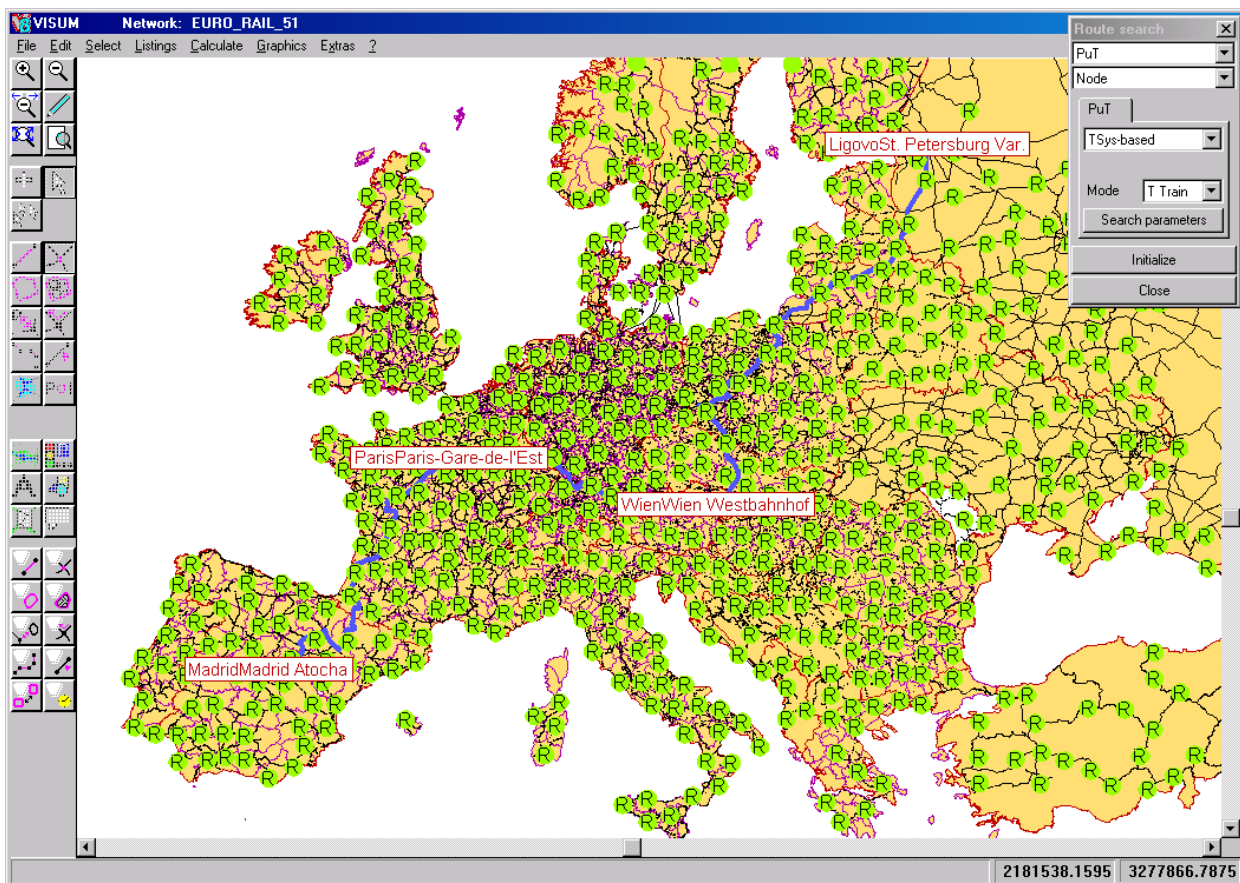 VISUM Network: EURO_RAIL_51
File Edit Select Listings Calculate Graphics Extras ?
Route search
PuT
Node
PuT
TSys-based
Mode T Train
Search parameters
Initialize
Close
LigovoSt. Petersburg Var.
ParisParis-Gare-de-l'Est
WienWien Westbahnhof
MadridMadrid Atocha
2181538.1595 3277866.7875